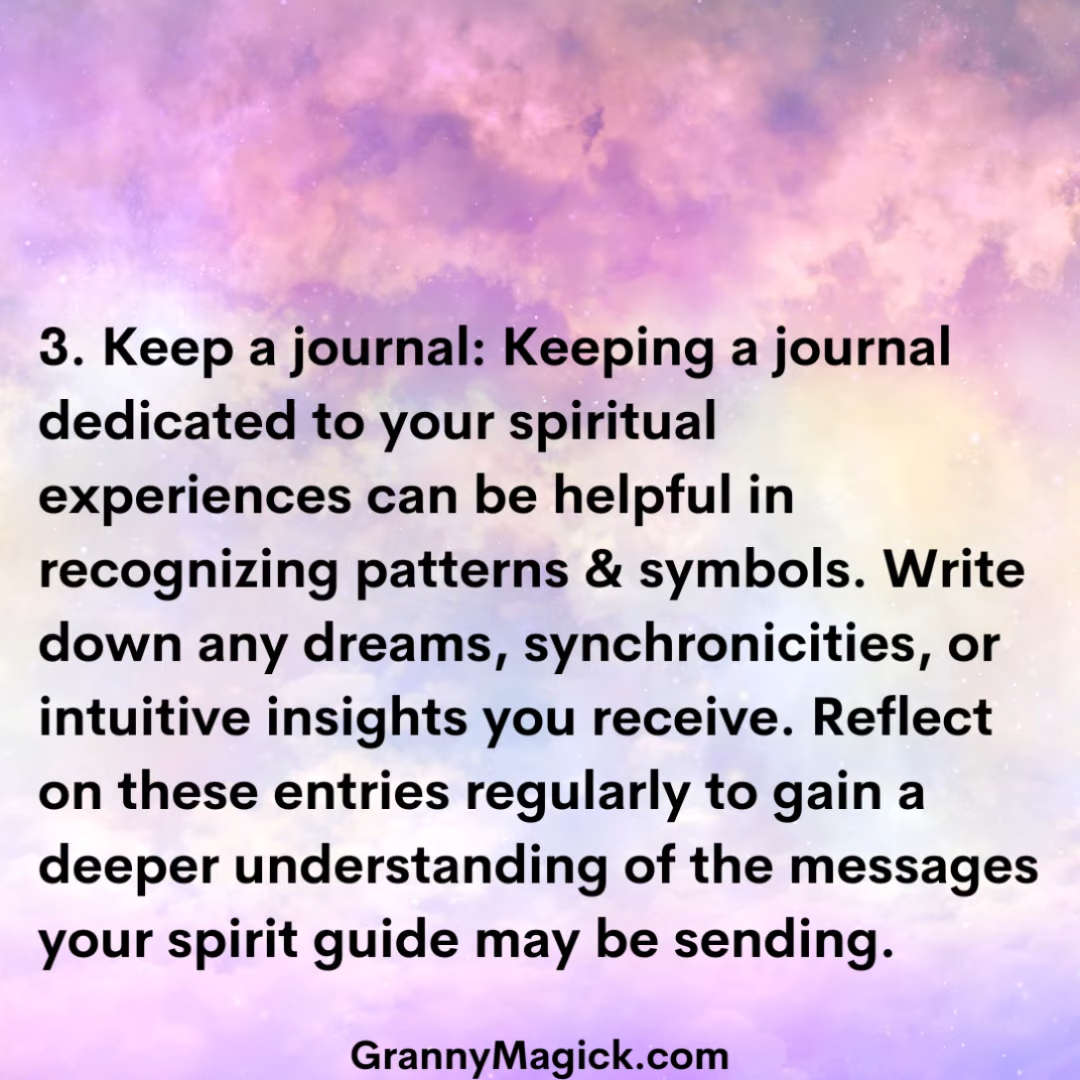 3. Keep a journal: Keeping a journal
dedicated to your spiritual
experiences can be helpful in
recognizing patterns & symbols. Write
down any dreams, synchronicities, or
intuitive insights you receive. Reflect
on these entries regularly to gain a
deeper understanding of the messages
your spirit guide may be sending.
GrannyMagick.com